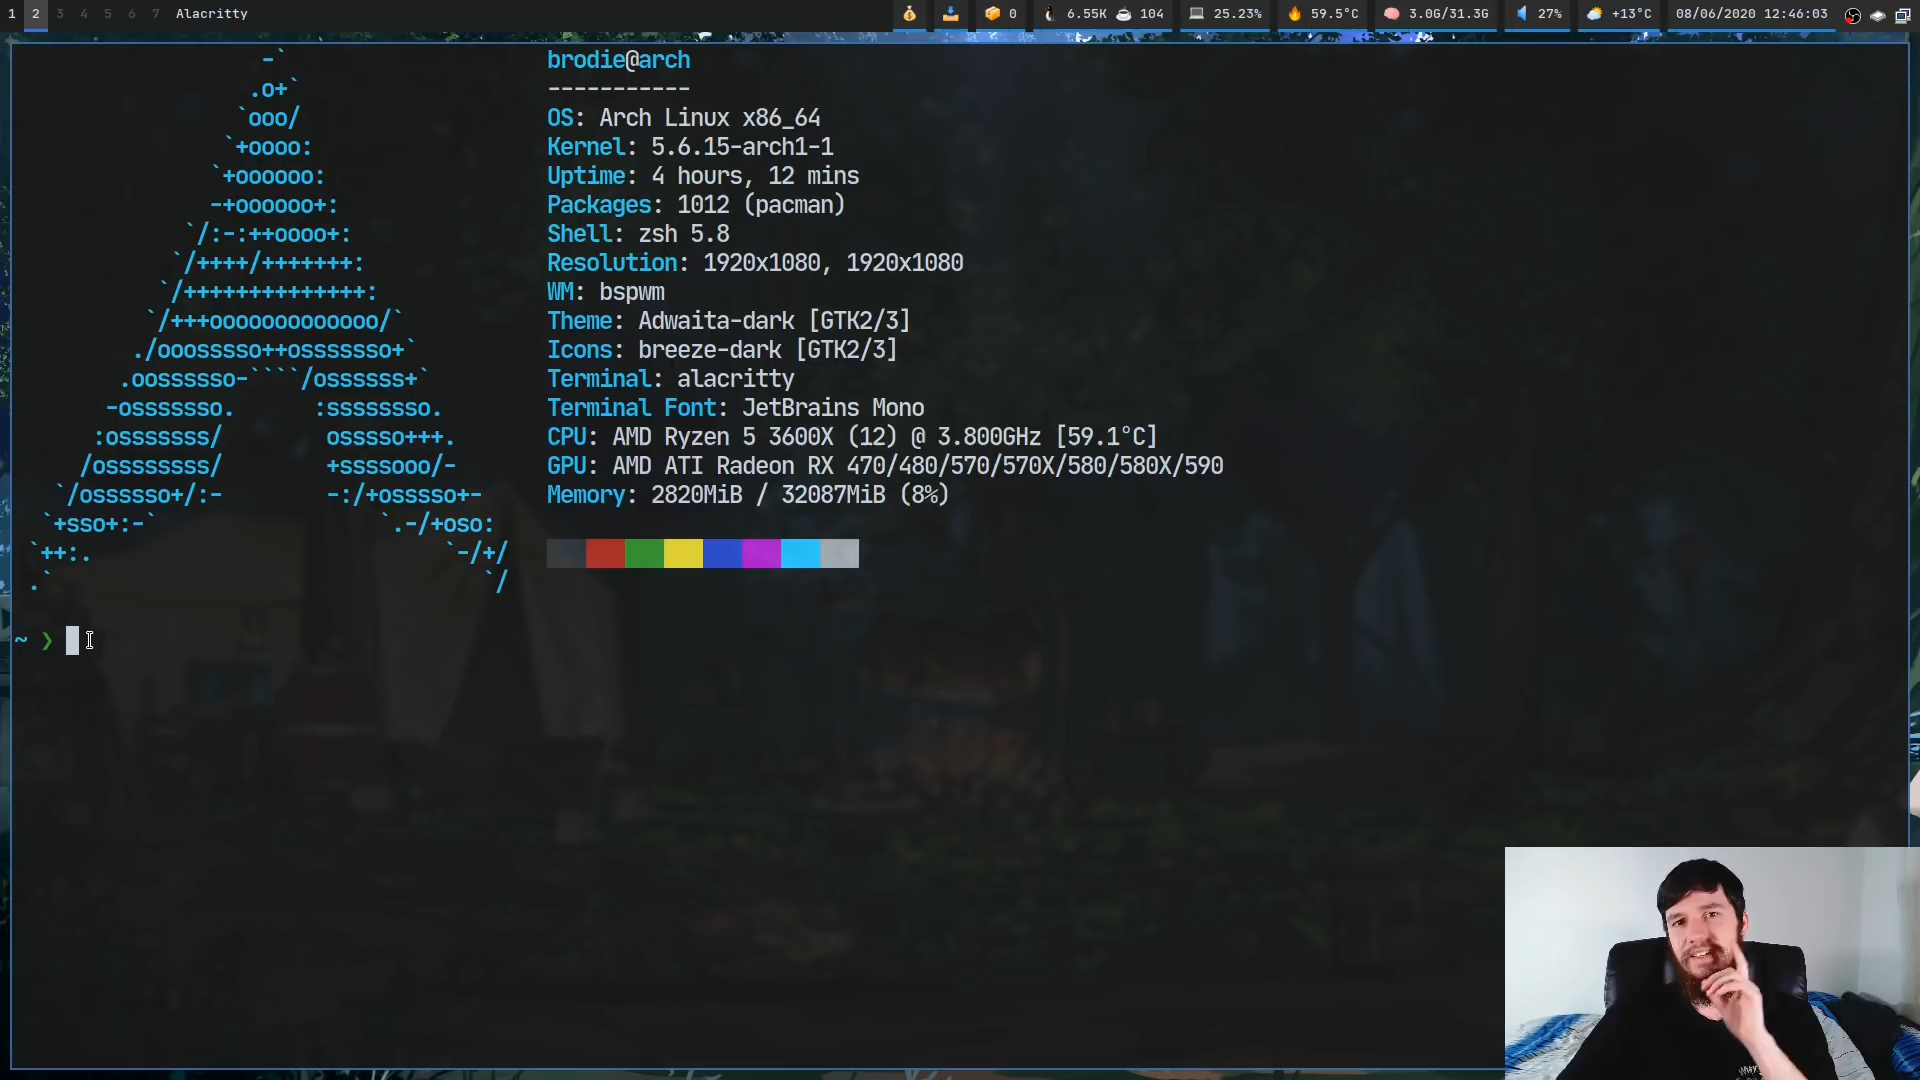 1 2 3 4 5 6 7 Alacritty 0 6.55K 104 25.23% 59.5°C 3.0G/31.3G 27% +13°C 08/06/2020 12:46:03
brodie@arch
-----------
OS: Arch Linux x86_64
Kernel: 5.6.15-arch1-1
Uptime: 4 hours, 12 mins
Packages: 1012 (pacman)
Shell: zsh 5.8
Resolution: 1920x1080, 1920x1080
WM: bspwm
Theme: Adwaita-dark [GTK2/3]
Icons: breeze-dark [GTK2/3]
Terminal: alacritty
Terminal Font: JetBrains Mono
CPU: AMD Ryzen 5 3600X (12) @ 3.800GHz [59.1°C]
GPU: AMD ATI Radeon RX 470/480/570/570X/580/580X/590
Memory: 2820MiB / 32087MiB (8%)
~ ❯